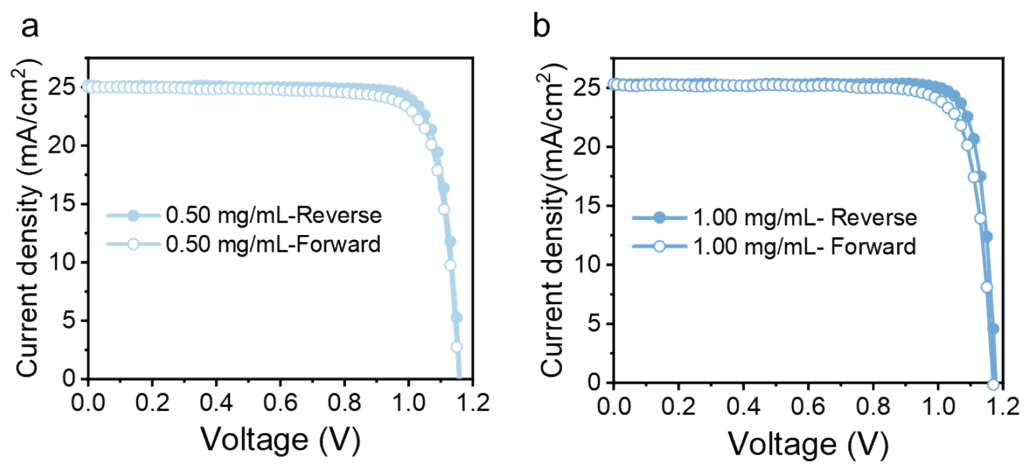 a
Current density (mA/cm²)
25
20
15
10
5
0
0.50 mg/mL-Reverse
0.50 mg/mL-Forward
0.0 0.2 0.4 0.6 0.8 1.0 1.2
Voltage (V)
b
Current density(mA/cm²)
25
20
15
10
5
0
1.00 mg/mL- Reverse
1.00 mg/mL- Forward
0.0 0.2 0.4 0.6 0.8 1.0 1.2
Voltage (V)